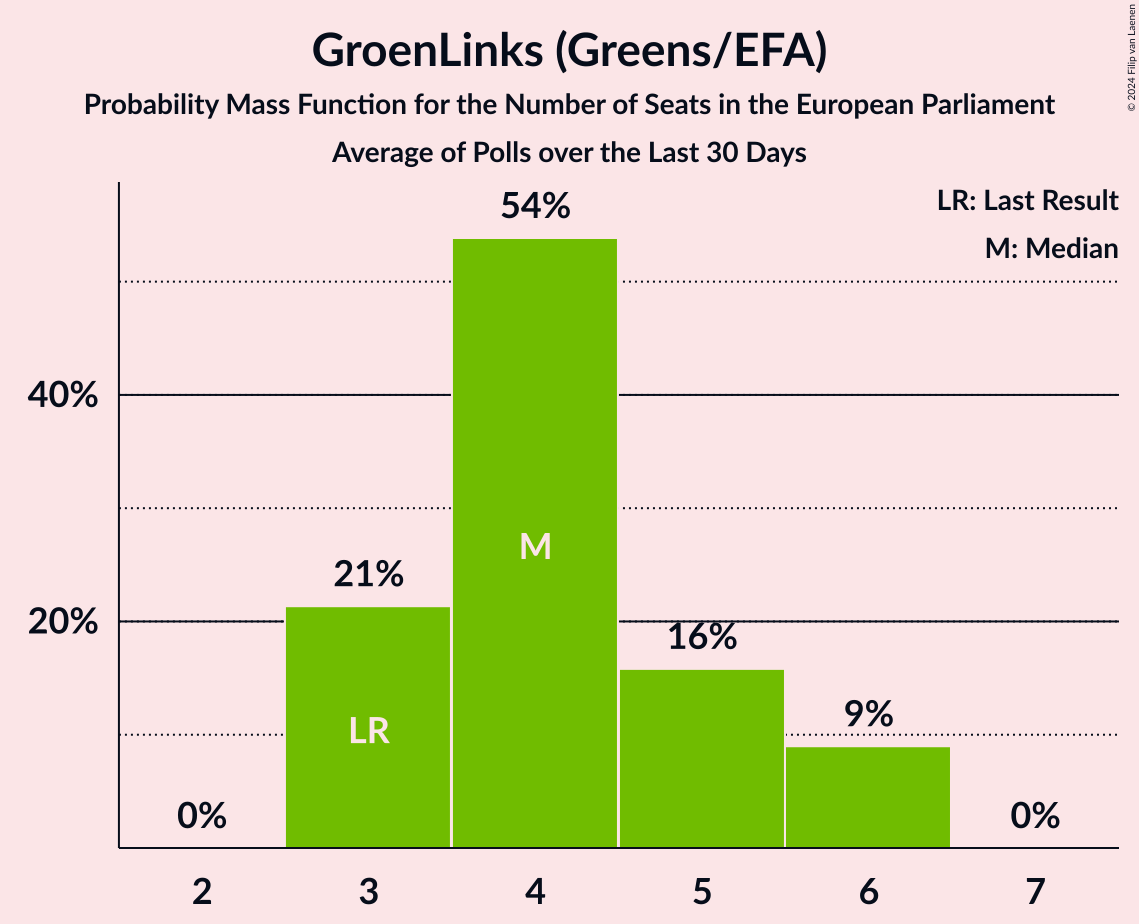 GroenLinks (Greens/EFA)
Probability Mass Function for the Number of Seats in the European Parliament
Average of Polls over the Last 30 Days
© 2024 Filip van Laenen
LR: Last Result
M: Median
54%
40%
M
21%
20%
16%
LR
9%
0%
0%
2 3 4 5 6 7